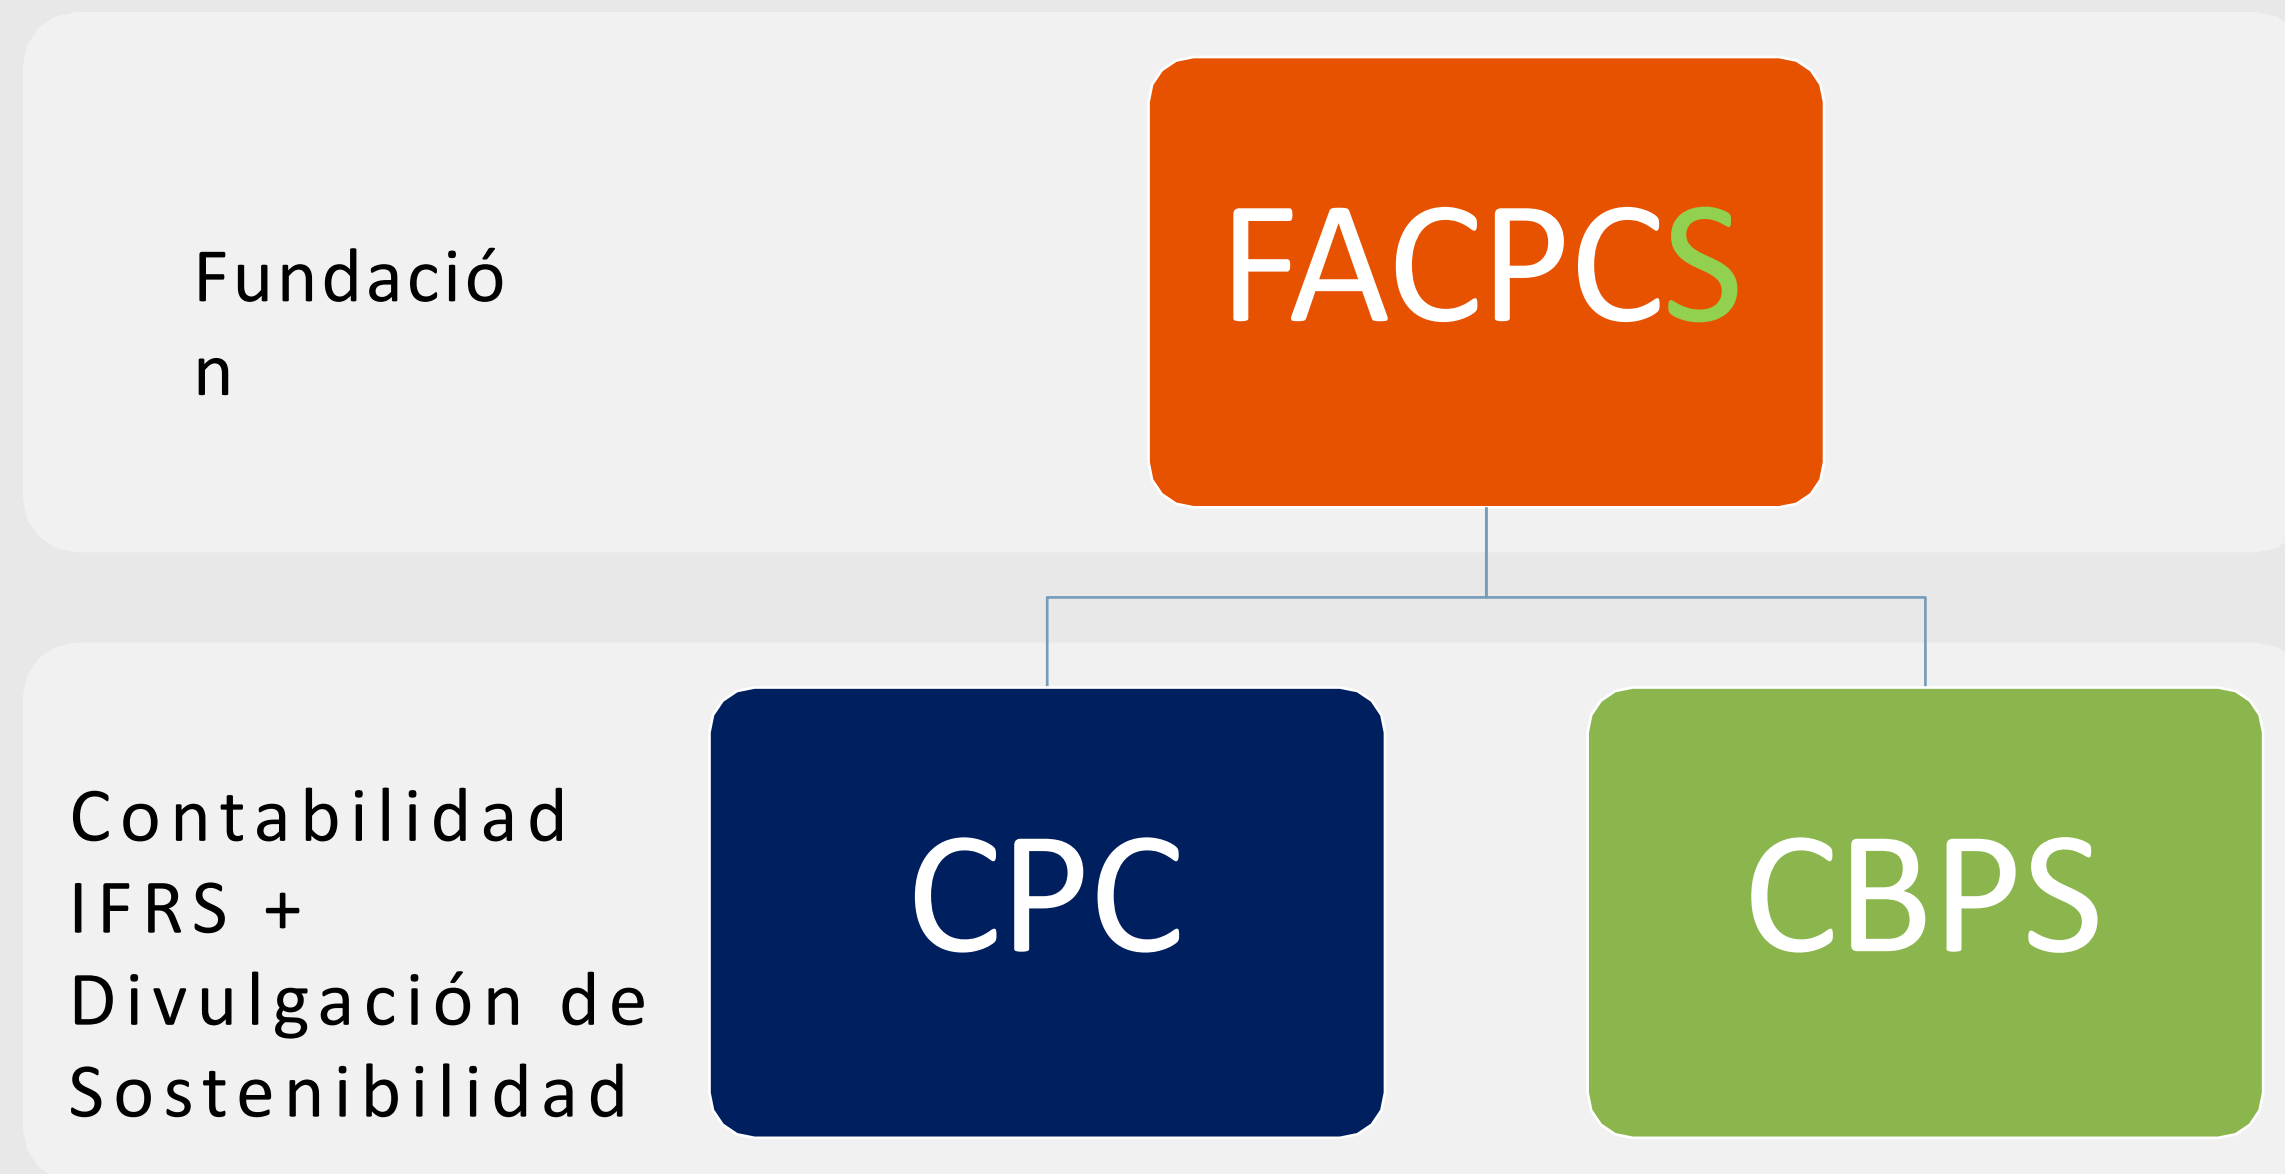 FACPCS
Fundació
n
Contabilidad
IFRS +
Divulgación de
Sostenibilidad
CPC
CBPS